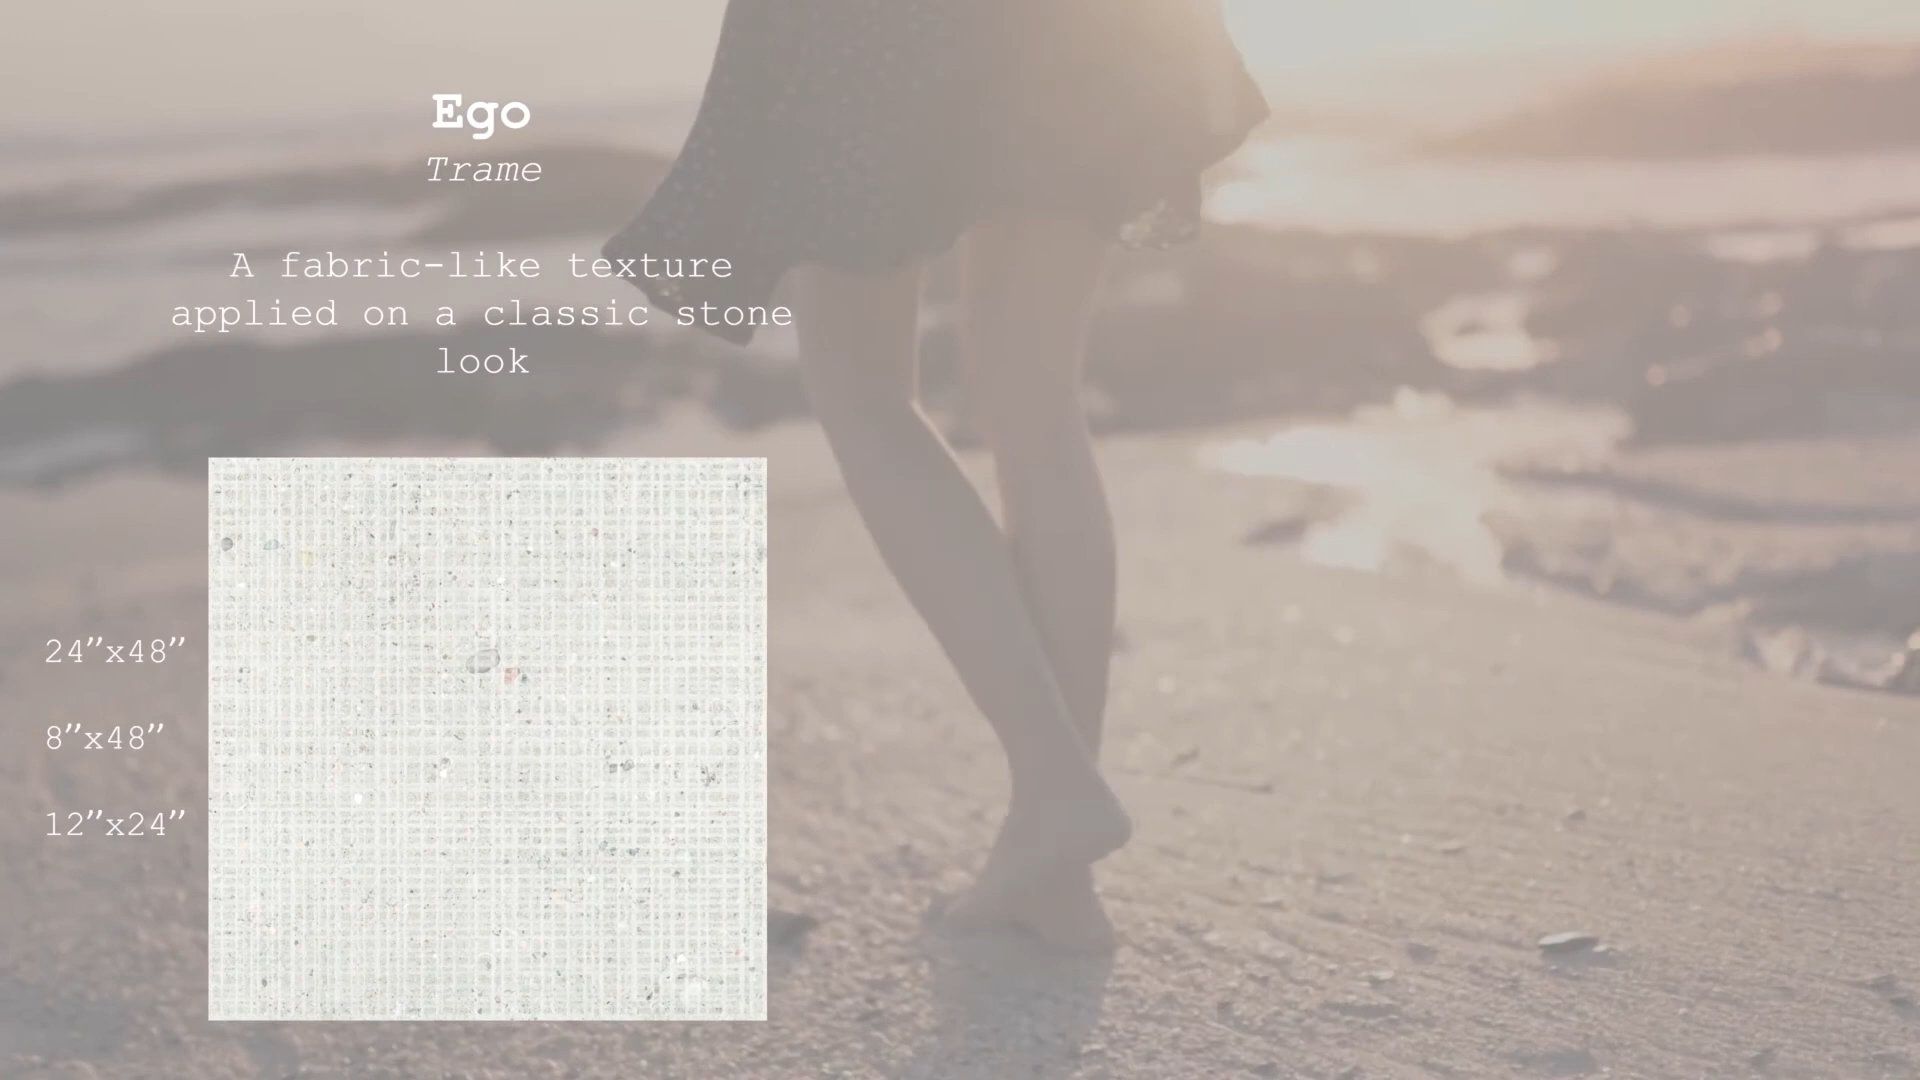 Ego
Trame
A fabric-like texture
applied on a classic stone
look
24”x48”
8”x48”
12”x24”